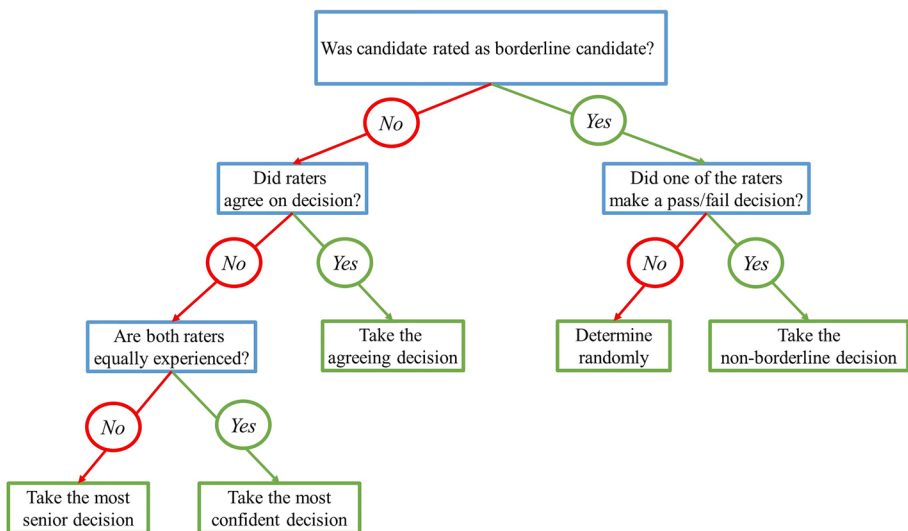 Was candidate rated as borderline candidate?
No
Yes
Did raters
agree on decision?
Did one of the raters
make a pass/fail decision?
No
Yes
No
Yes
Are both raters
equally experienced?
Take the
agreeing decision
Determine
randomly
Take the
non-borderline decision
No
Yes
Take the most
senior decision
Take the most
confident decision